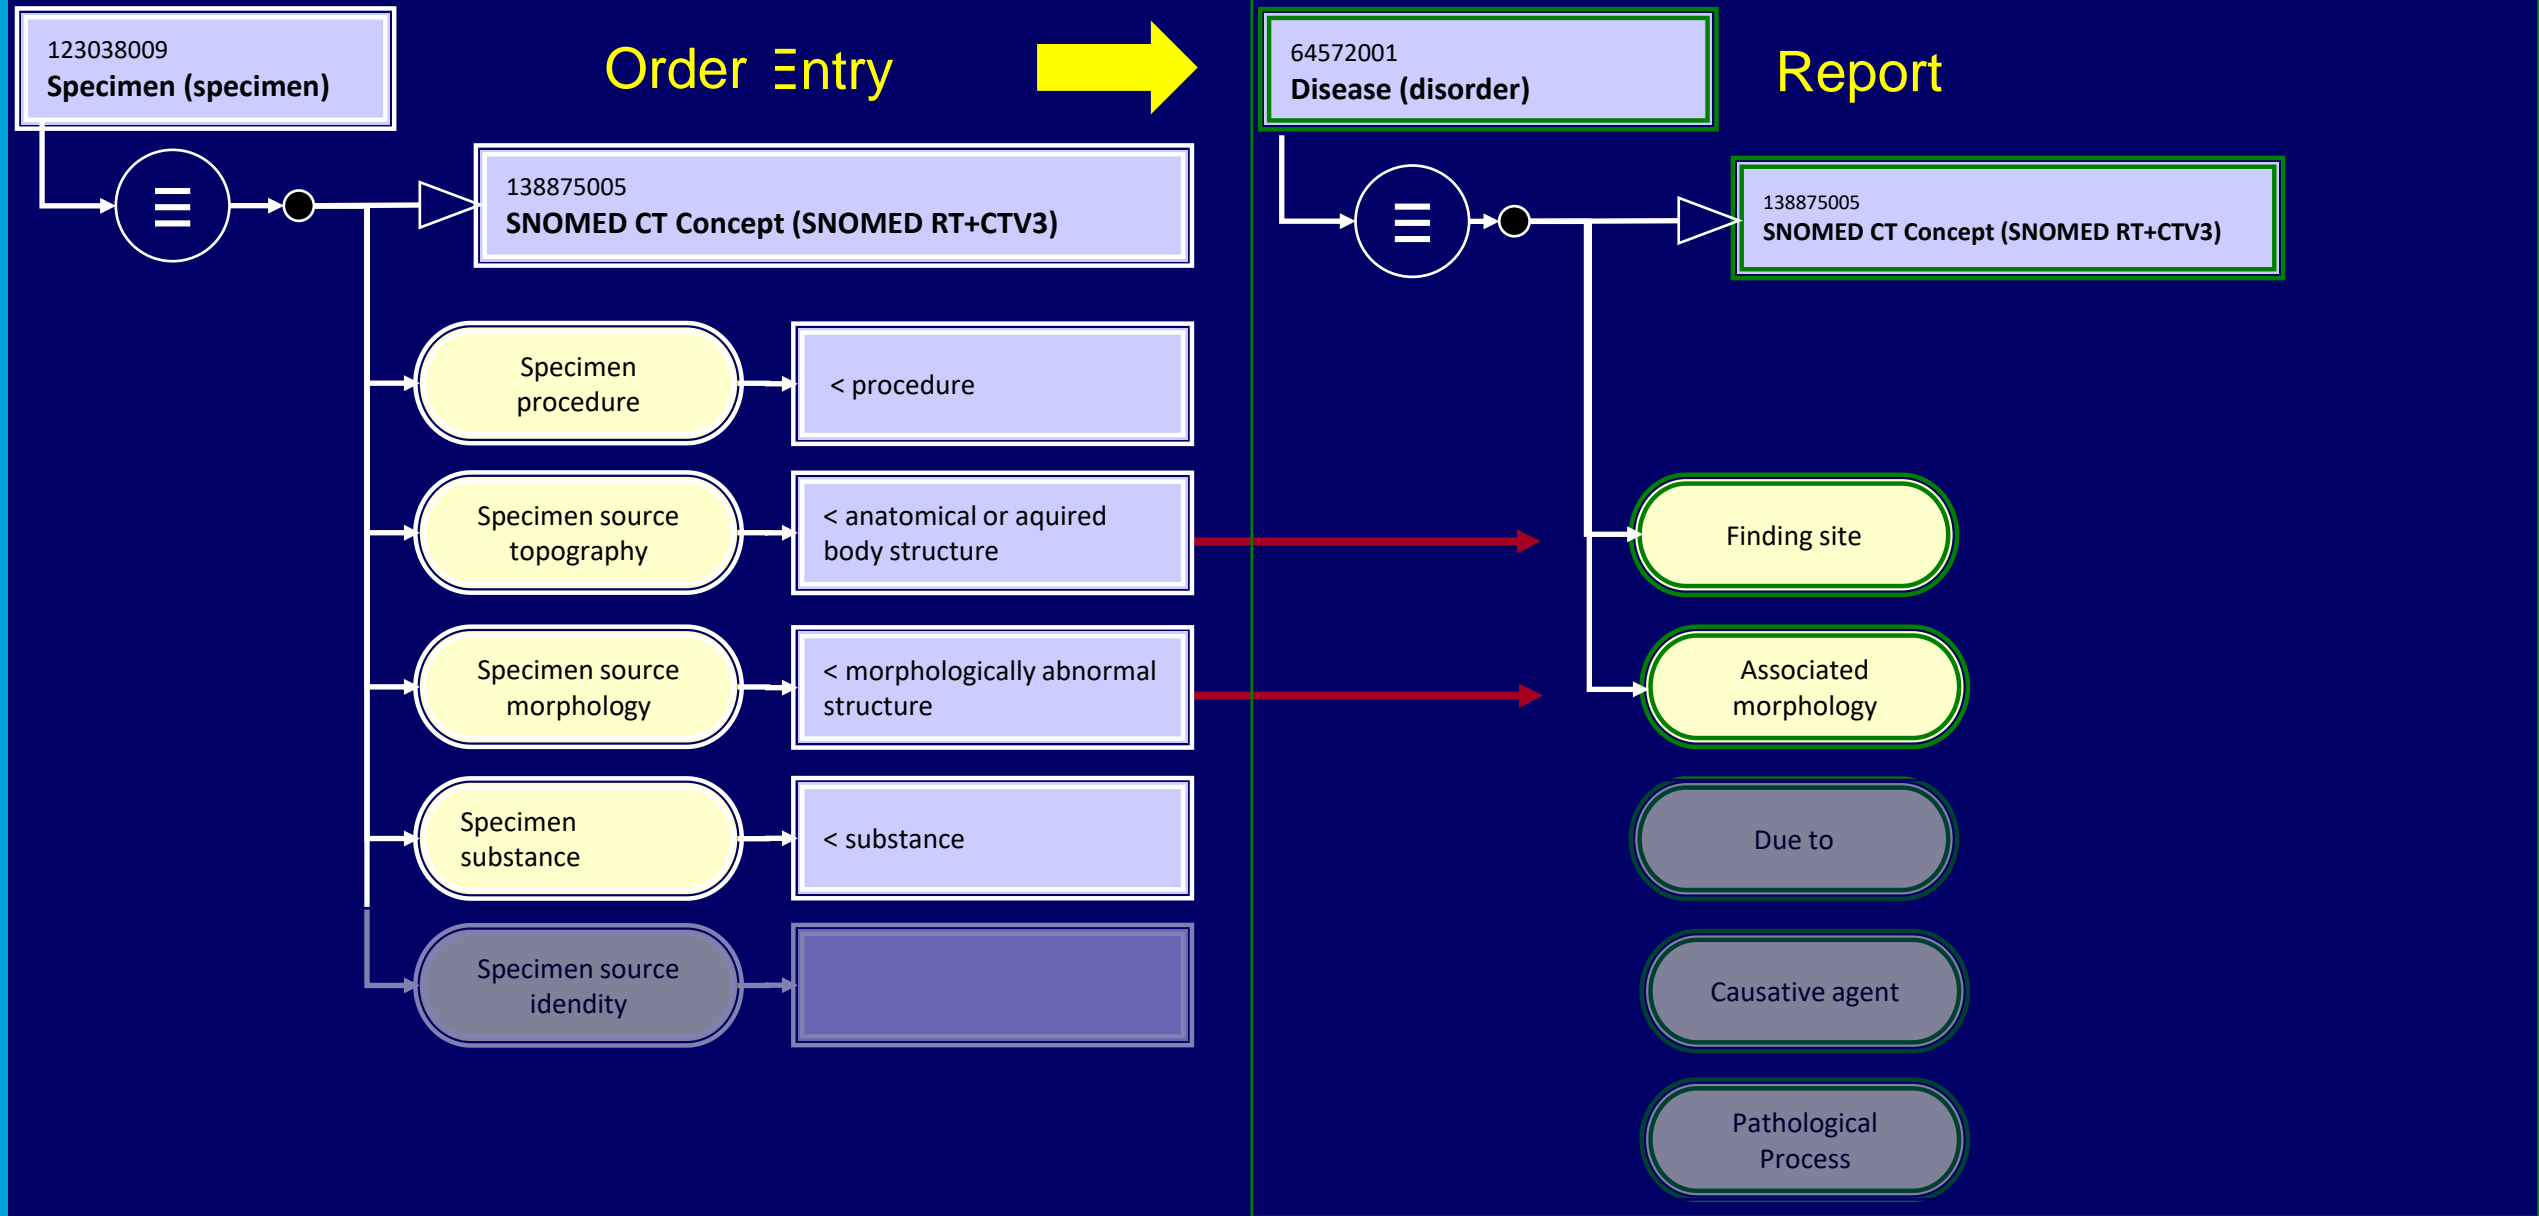 123038009
Specimen (specimen)
Order Entry
138875005
SNOMED CT Concept (SNOMED RT+CTV3)
Specimen
procedure
< procedure
Specimen source
topography
< anatomical or aquired
body structure
Specimen source
morphology
< morphologically abnormal
structure
Specimen
substance
< substance
Specimen source
idendity
64572001
Disease (disorder)
Report
138875005
SNOMED CT Concept (SNOMED RT+CTV3)
Finding site
Associated
morphology
Due to
Causative agent
Pathological
Process